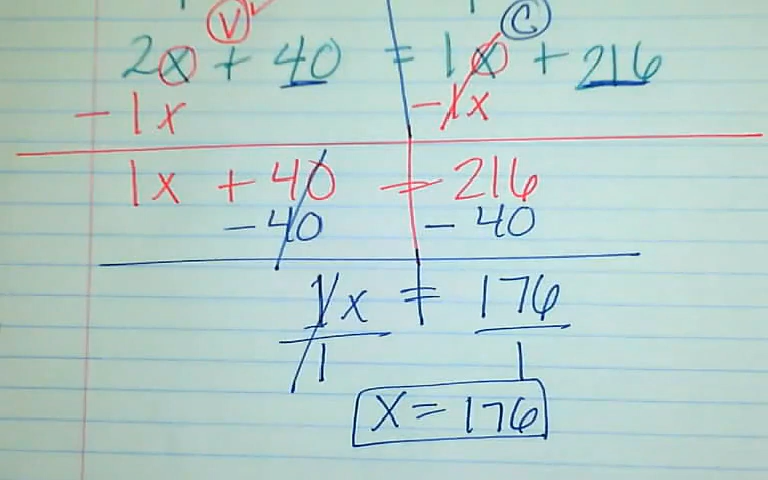 V C
2x + 40 = 1x + 216
- 1x - 1x
1x + 40 = 216
- 40 - 40
1x = 176
1 1
x = 176